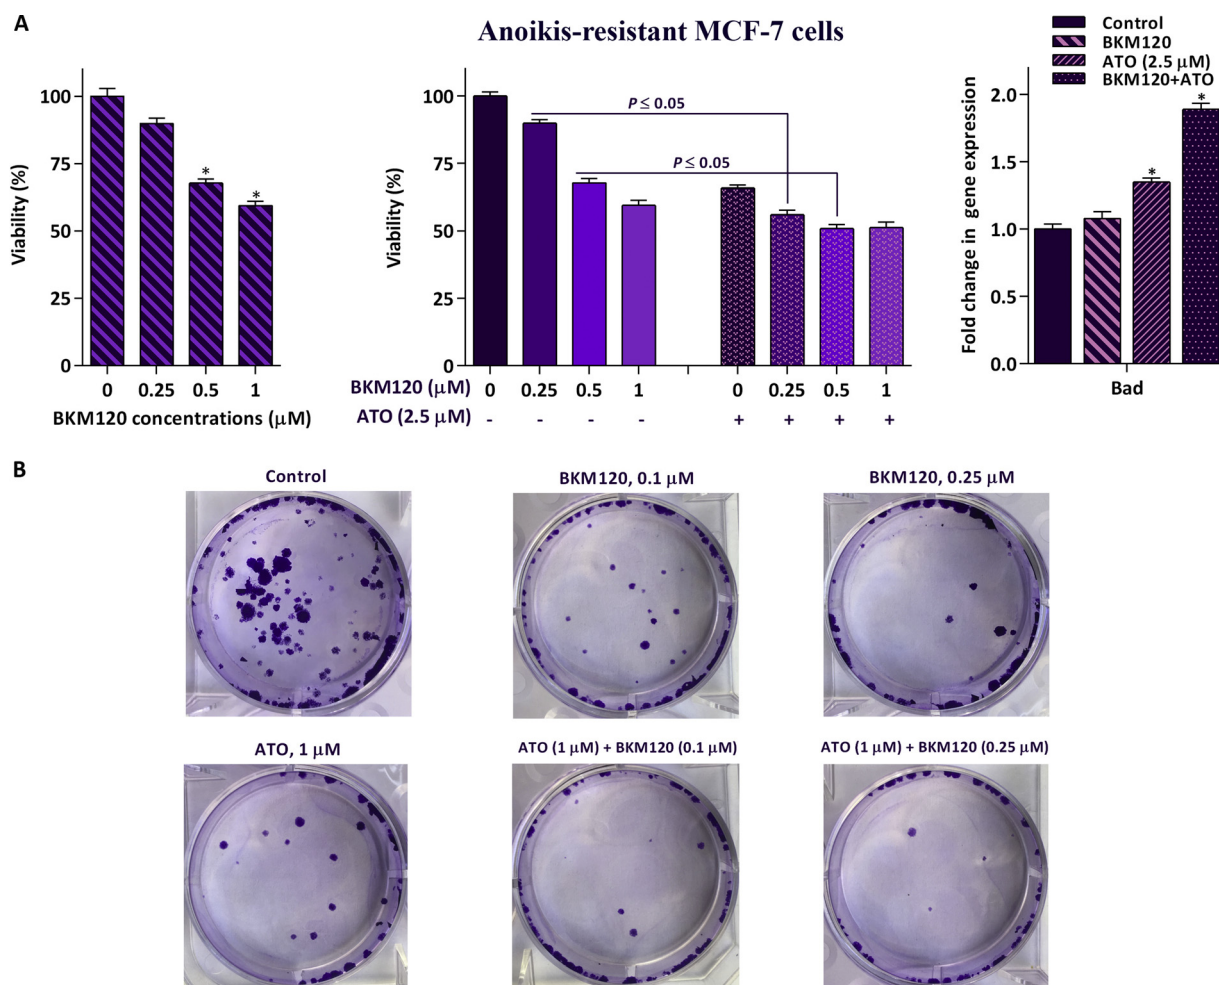 A
Anoikis-resistant MCF-7 cells
Viability (%)
100
75
50
25
0
*
*
0 0.25 0.5 1
BKM120 concentrations (μM)
Viability (%)
100
75
50
25
0
P ≤ 0.05
P ≤ 0.05
BKM120 (μM) 0 0.25 0.5 1 0 0.25 0.5 1
ATO (2.5 μM) - - - - + + + +
Control
BKM120
ATO (2.5 μM)
BKM120+ATO
Fold change in gene expression
2.0
1.5
1.0
0.5
0.0
*
*
Bad
B
Control
BKM120, 0.1 μM
BKM120, 0.25 μM
ATO, 1 μM
ATO (1 μM) + BKM120 (0.1 μM)
ATO (1 μM) + BKM120 (0.25 μM)